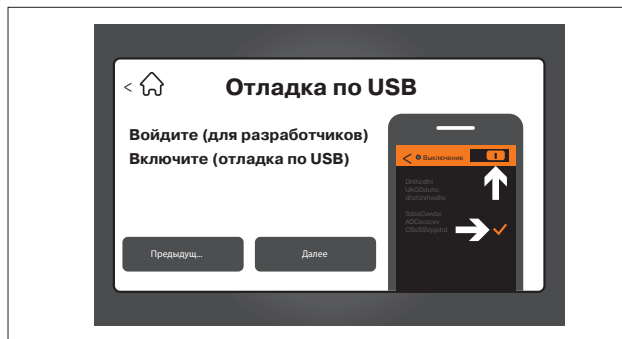 Отладка по USB
Войдите (для разработчиков)
Включите (отладка по USB)
Выключение
Предыдущ...
Далее